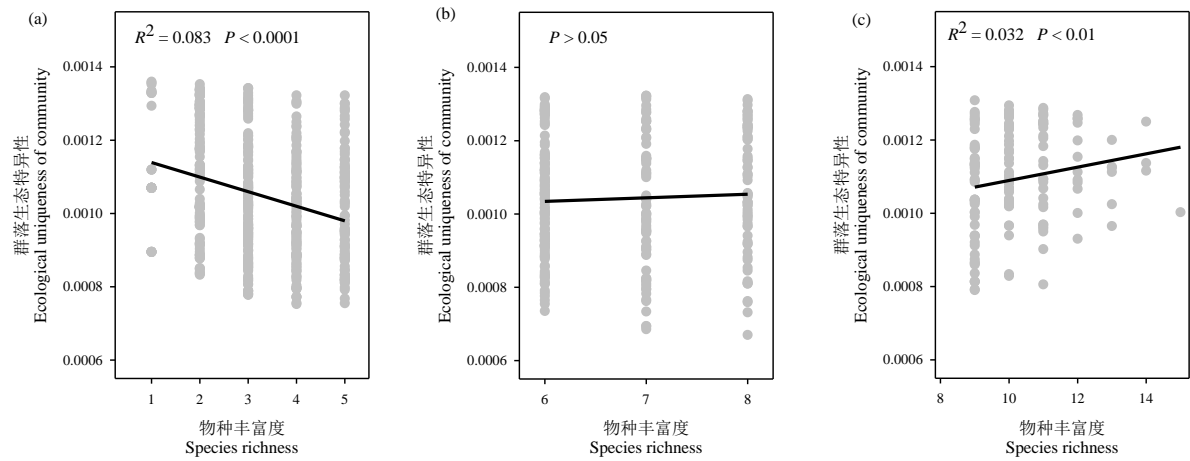 (a)
R² = 0.083 P < 0.0001
0.0014
0.0012
0.0010
0.0008
0.0006
群落生态特异性
Ecological uniqueness of community
1 2 3 4 5
物种丰富度
Species richness
(b)
P > 0.05
0.0014
0.0012
0.0010
0.0008
0.0006
群落生态特异性
Ecological uniqueness of community
6 7 8
物种丰富度
Species richness
(c)
R² = 0.032 P < 0.01
0.0014
0.0012
0.0010
0.0008
0.0006
群落生态特异性
Ecological uniqueness of community
8 10 12 14
物种丰富度
Species richness